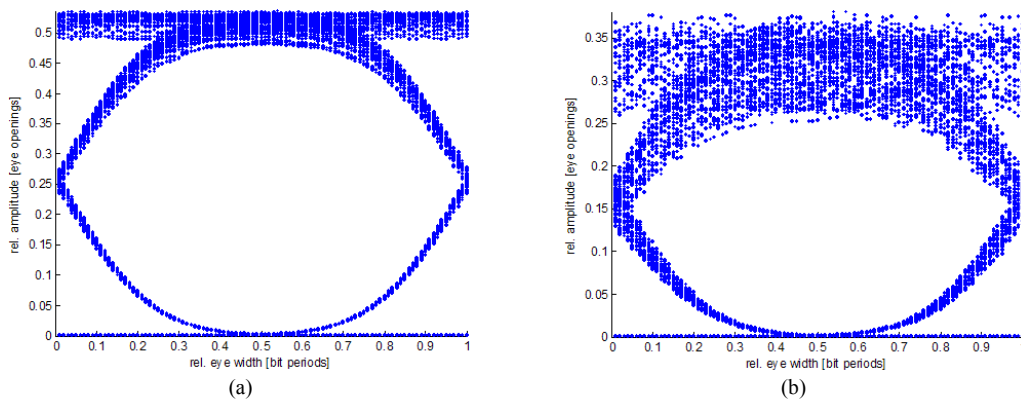 0.5
0.45
0.4
0.35
0.3
0.25
0.2
0.15
0.1
0.05
0
rel. amplitude [eye openings]
0 0.1 0.2 0.3 0.4 0.5 0.6 0.7 0.8 0.9 1
rel. eye width [bit periods]
(a)
0.35
0.3
0.25
0.2
0.15
0.1
0.05
0
rel. amplitude [eye openings]
0 0.1 0.2 0.3 0.4 0.5 0.6 0.7 0.8 0.9
rel. eye width [bit periods]
(b)